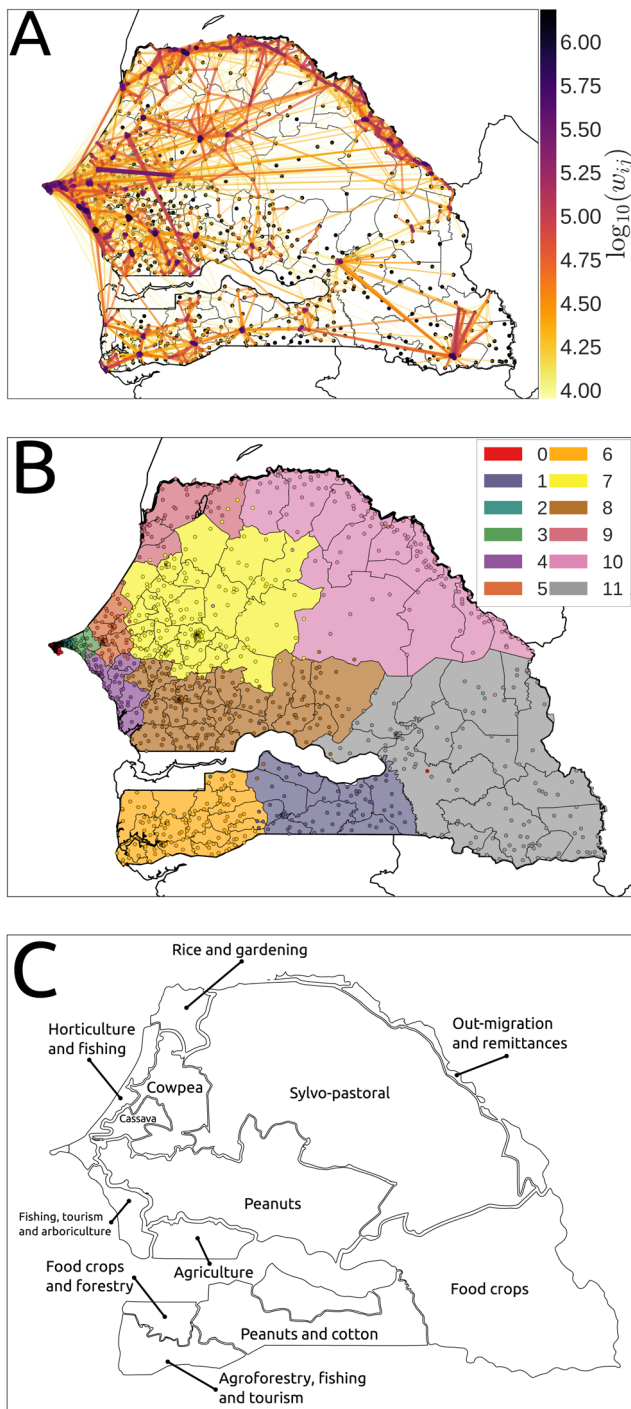 A
6.00
5.75
5.50
5.25
5.00
4.75
4.50
4.25
4.00
log10(wij)
B
0 6
1 7
2 8
3 9
4 10
5 11
C
Rice and gardening
Horticulture
and fishing
Out-migration
and remittances
Cowpea
Sylvo-pastoral
Cassava
Peanuts
Fishing, tourism
and arboriculture
Agriculture
Food crops
and forestry
Food crops
Peanuts and cotton
Agroforestry, fishing
and tourism